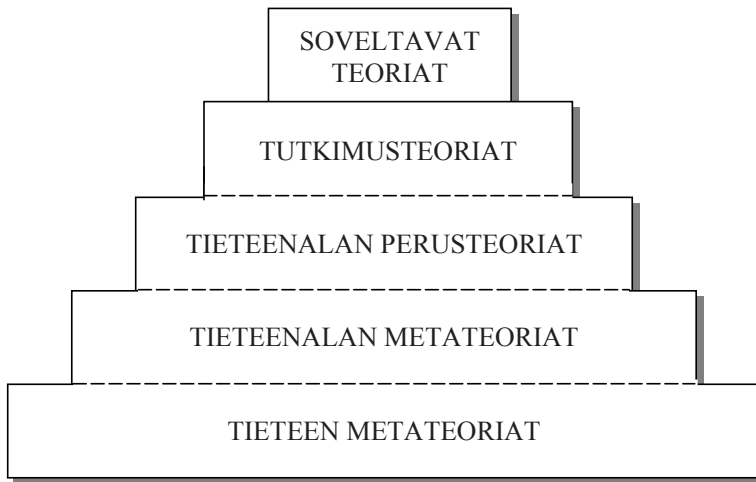 SOVELTAVAT
TEORIAT
TUTKIMUSTEORIAT
TIETEENALAN PERUSTEORIAT
TIETEENALAN METATEORIAT
TIETEEN METATEORIAT